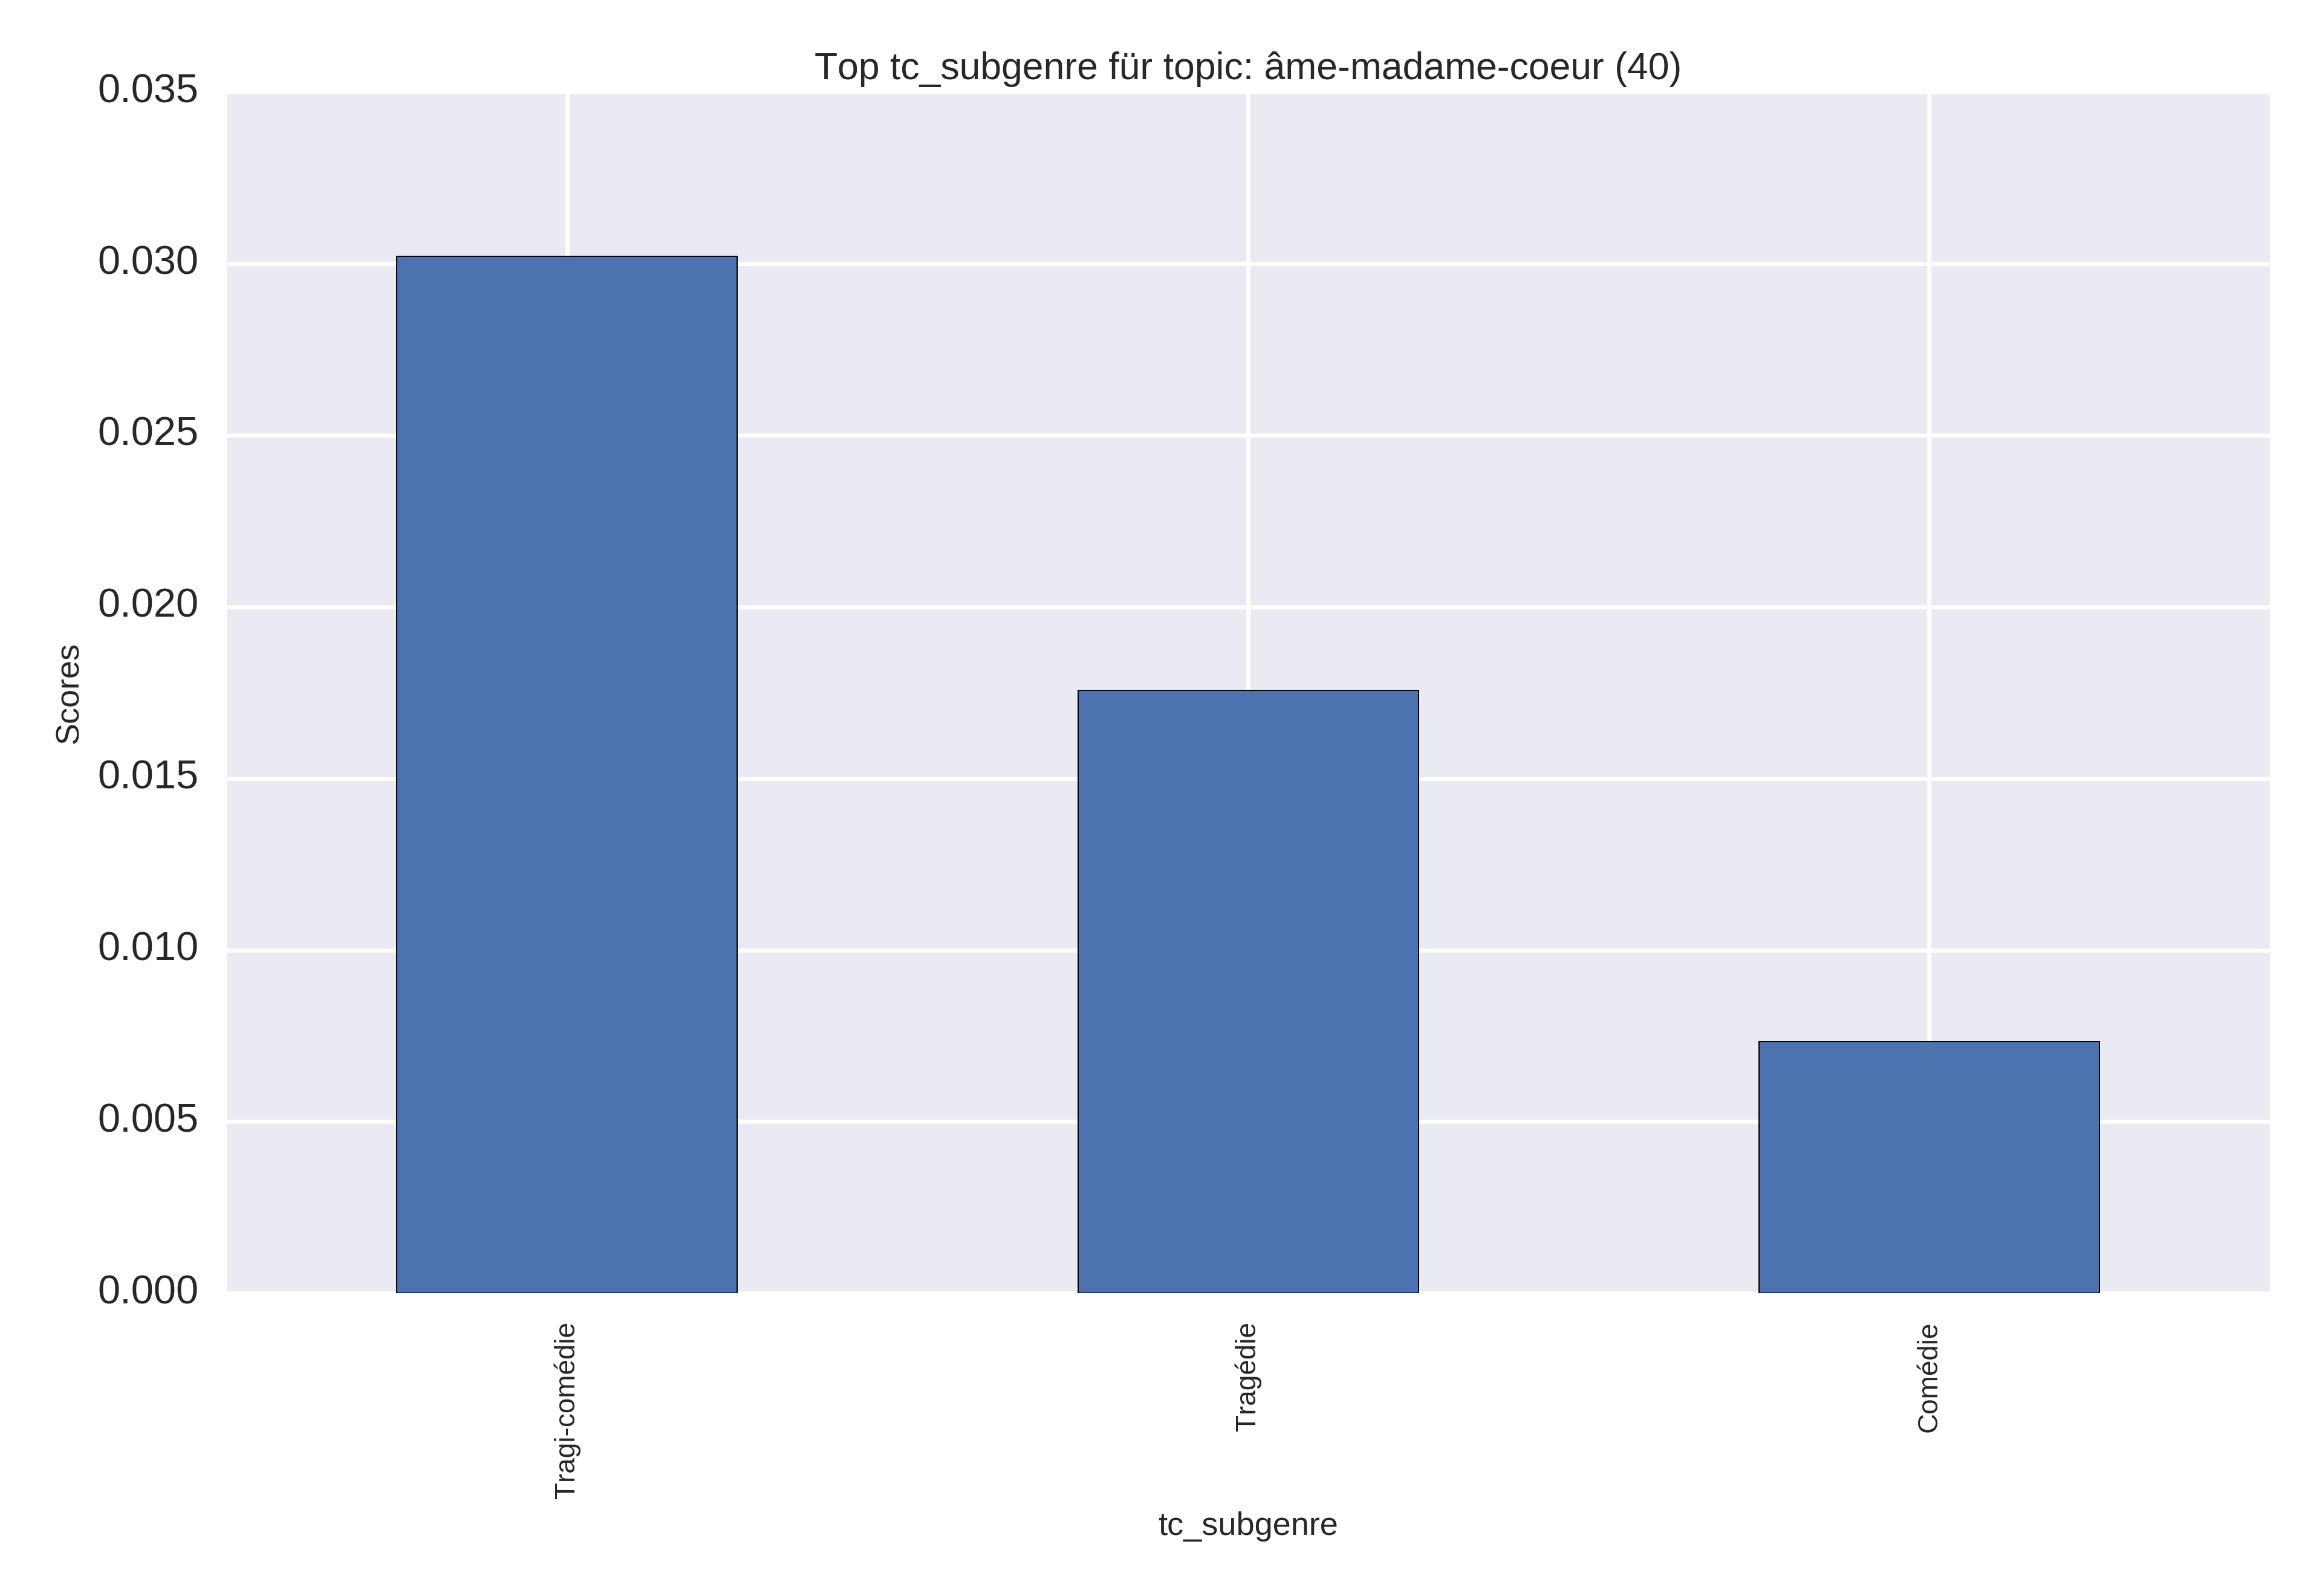 Top tc_subgenre für topic: âme-madame-coeur (40)
0.035
0.030
0.025
0.020
0.015
0.010
0.005
0.000
Scores
Tragi-comédie
Tragédie
Comédie
tc_subgenre